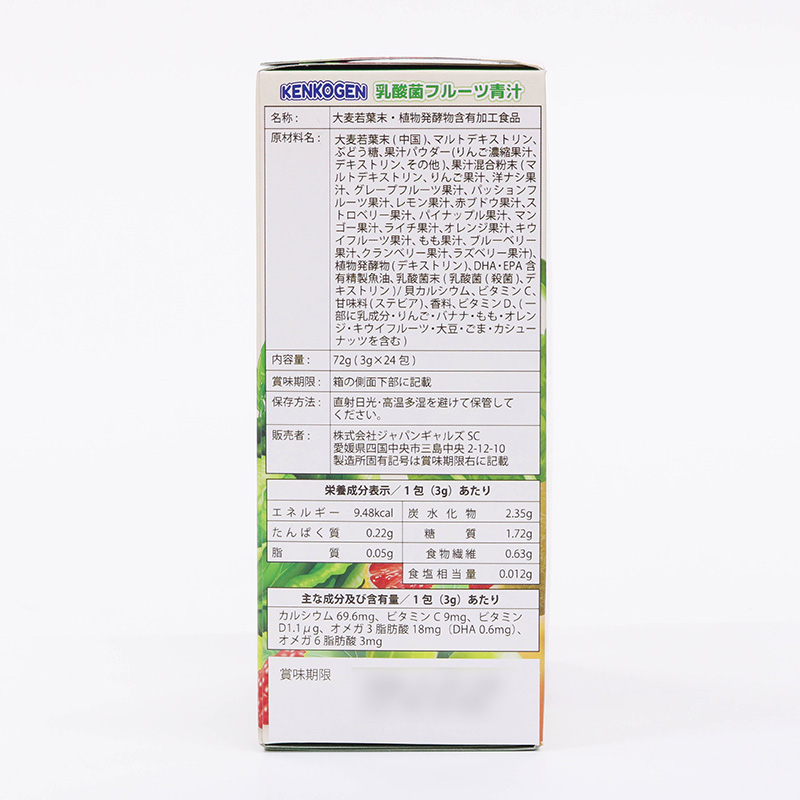 KENKOGEN 乳酸菌フルーツ青汁
名称: 大麦若葉末・植物発酵物含有加工食品
原材料名: 大麦若葉末(中国)、マルトデキストリン、
ぶどう糖、果汁パウダー(りんご濃縮果汁、
デキストリン、その他)、果汁混合粉末(マ
ルトデキストリン、りんご果汁、洋ナシ果
汁、グレープフルーツ果汁、パッションフ
ルーツ果汁、レモン果汁、赤ブドウ果汁、ス
トロベリー果汁、パイナップル果汁、マン
ゴー果汁、ライチ果汁、オレンジ果汁、キウ
イフルーツ果汁、もも果汁、ブルーベリー
果汁、クランベリー果汁、ラズベリー果汁)、
植物発酵物(デキストリン)、DHA・EPA含
有精製魚油、乳酸菌末(乳酸菌(殺菌)、デ
キストリン)/貝カルシウム、ビタミンC、
甘味料(ステビア)、香料、ビタミンD、(一
部に乳成分・りんご・バナナ・もも・オレン
ジ・キウイフルーツ・大豆・ごま・カシュー
ナッツを含む)
内容量: 72g(3g×24包)
賞味期限: 箱の側面下部に記載
保存方法: 直射日光・高温多湿を避けて保管して
ください。
販売者: 株式会社ジャパンギャルズSC
愛媛県四国中央市三島中央2-12-10
製造所固有記号は賞味期限右に記載
栄養成分表示/1包(3g)あたり
エネルギー 9.48kcal 炭水化物 2.35g
たんぱく質 0.22g 糖質 1.72g
脂質 0.05g 食物繊維 0.63g
食塩相当量 0.012g
主な成分及び含有量/1包(3g)あたり
カルシウム69.6mg、ビタミンC9mg、ビタミン
D1.1μg、オメガ3脂肪酸18mg〔DHA 0.6mg〕、
オメガ6脂肪酸3mg
賞味期限